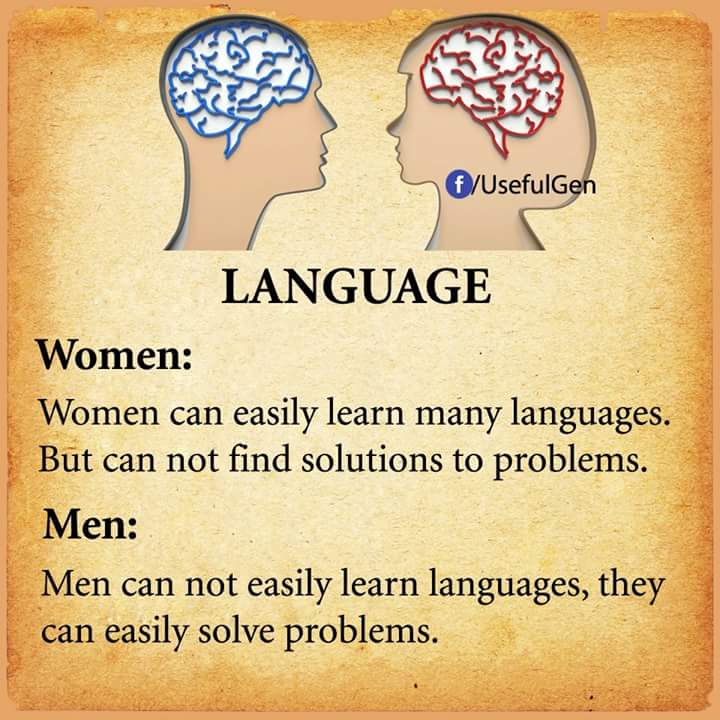 f/UsefulGen
LANGUAGE
Women:
Women can easily learn many languages.
But can not find solutions to problems.
Men:
Men can not easily learn languages, they
can easily solve problems.